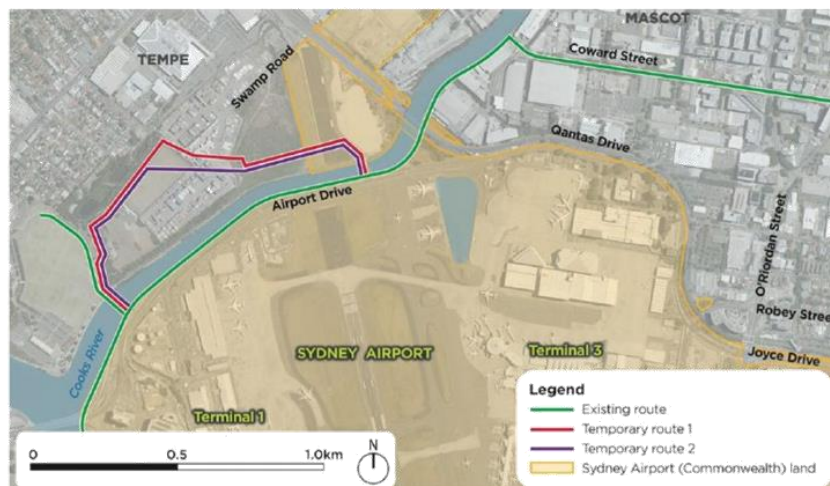 MASCOT
TEMPE
Swamp Road
Coward Street
Qantas Drive
Airport Drive
O'Riordan Street
Robey Stree
Cooks River
SYDNEY AIRPORT
Terminal 3
Joyce Drive
Terminal 1
Legend
Existing route
Temporary route 1
Temporary route 2
Sydney Airport (Commonwealth) land
0 0.5 1.0km
N